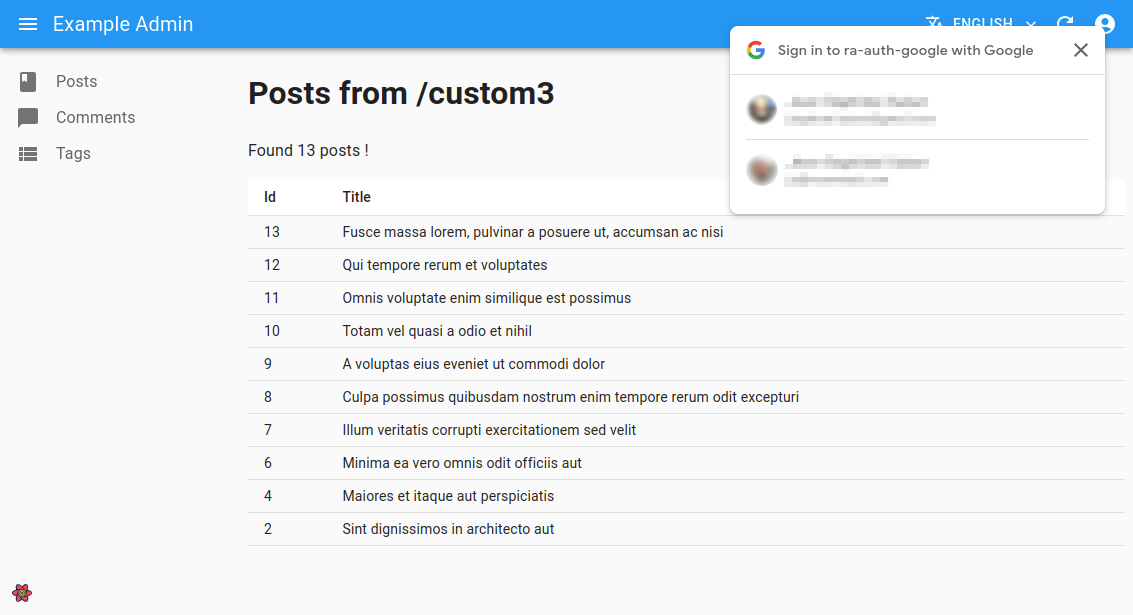 Example Admin
ENGLISH
Sign in to ra-auth-google with Google
Posts
Comments
Tags
Posts from /custom3
Found 13 posts !
Id Title
13 Fusce massa lorem, pulvinar a posuere ut, accumsan ac nisi
12 Qui tempore rerum et voluptates
11 Omnis voluptate enim similique est possimus
10 Totam vel quasi a odio et nihil
9 A voluptas eius eveniet ut commodi dolor
8 Culpa possimus quibusdam nostrum enim tempore rerum odit excepturi
7 Illum veritatis corrupti exercitationem sed velit
6 Minima ea vero omnis odit officiis aut
4 Maiores et itaque aut perspiciatis
2 Sint dignissimos in architecto aut